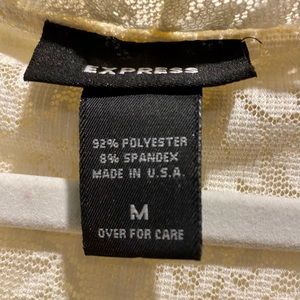 EXPRESS
92% POLYESTER
8% SPANDEX
MADE IN U.S.A.
M
OVER FOR CARE